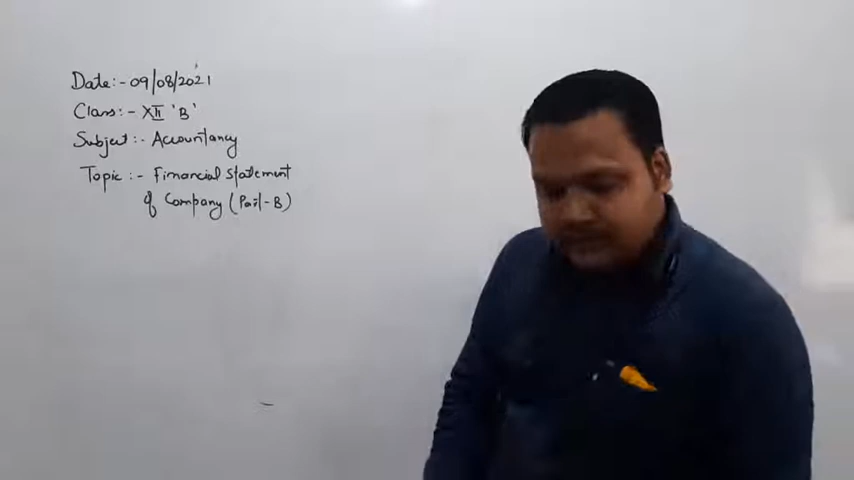 Date:- 09/08/2021
Class:- XII 'B'
Subject:- Accountancy
Topic:- Financial Statement
of Company (Part-B)